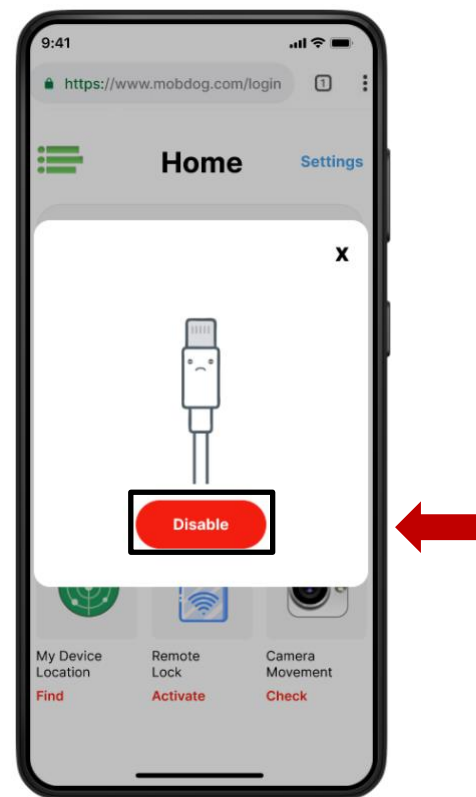 9:41
https://www.mobdog.com/login 1
Home
Settings
X
Disable
My Device
Location
Find
Remote
Lock
Activate
Camera
Movement
Check